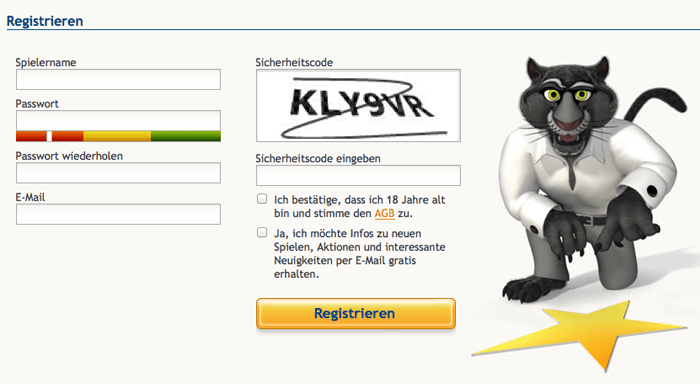 Registrieren
Spielername
Passwort
Passwort wiederholen
E-Mail
Sicherheitscode
KLY9VR
Sicherheitscode eingeben
Ich bestätige, dass ich 18 Jahre alt
bin und stimme den AGB zu.
Ja, ich möchte Infos zu neuen
Spielen, Aktionen und interessante
Neuigkeiten per E-Mail gratis
erhalten.
Registrieren